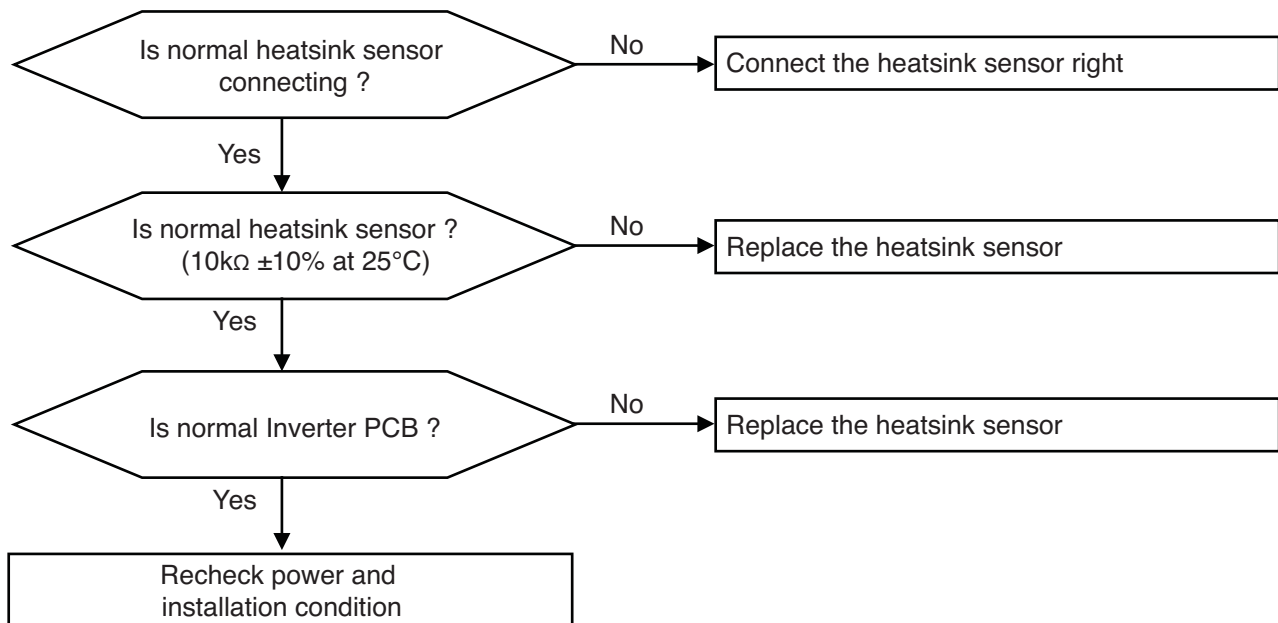 Is normal heatsink sensor
connecting ?
No
Connect the heatsink sensor right
Yes
Is normal heatsink sensor ?
(10kΩ ±10% at 25°C)
No
Replace the heatsink sensor
Yes
Is normal Inverter PCB ?
No
Replace the heatsink sensor
Yes
Recheck power and
installation condition